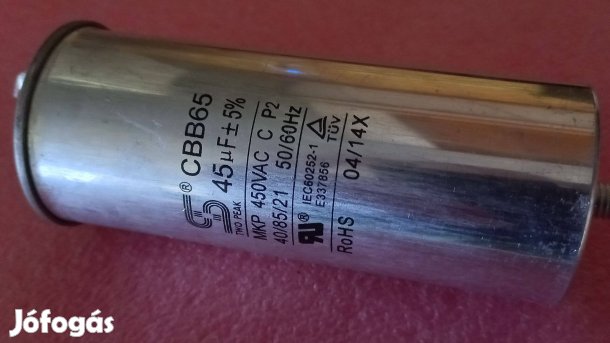 ® CBB65
TWO PEAK
45µF±5%
MKP 450VAC C P2
40/85/21 50/60Hz
IEC60252-1
E337856
TÜV
RU®
RoHS 04/14X
Jófogás